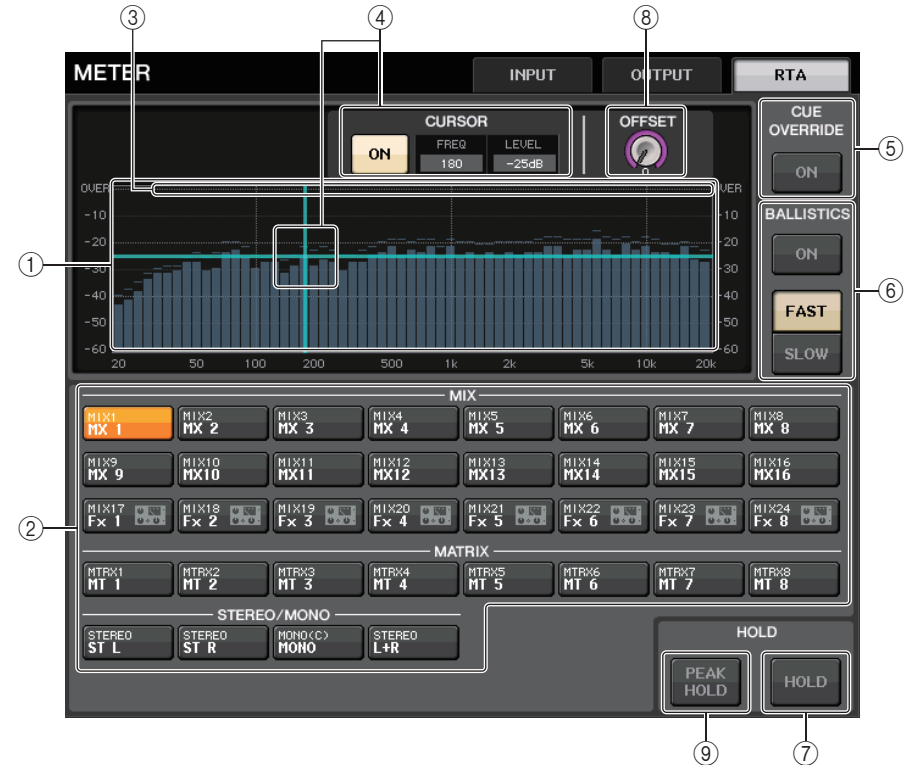 ③ ④ ⑧
METER INPUT OUTPUT RTA
CURSOR
ON FREQ 180 LEVEL -25dB
OFFSET
0
CUE OVERRIDE
ON
⑤
BALLISTICS
ON
FAST
SLOW
⑥
①
OVER OVER
-10 -10
-20 -20
-30 -30
-40 -40
-50 -50
-60 -60
20 50 100 200 500 1k 2k 5k 10k 20k
②
MIX
MIX1 MIX2 MIX3 MIX4 MIX5 MIX6 MIX7 MIX8
MX 1 MX 2 MX 3 MX 4 MX 5 MX 6 MX 7 MX 8
MIX9 MIX10 MIX11 MIX12 MIX13 MIX14 MIX15 MIX16
MX 9 MX10 MX11 MX12 MX13 MX14 MX15 MX16
MIX17 MIX18 MIX19 MIX20 MIX21 MIX22 MIX23 MIX24
Fx 1 Fx 2 Fx 3 Fx 4 Fx 5 Fx 6 Fx 7 Fx 8
MATRIX
MTRX1 MTRX2 MTRX3 MTRX4 MTRX5 MTRX6 MTRX7 MTRX8
MT 1 MT 2 MT 3 MT 4 MT 5 MT 6 MT 7 MT 8
STEREO/MONO
STEREO STEREO MONO(C) STEREO
ST L ST R MONO L+R
HOLD
PEAK HOLD
HOLD
⑨ ⑦